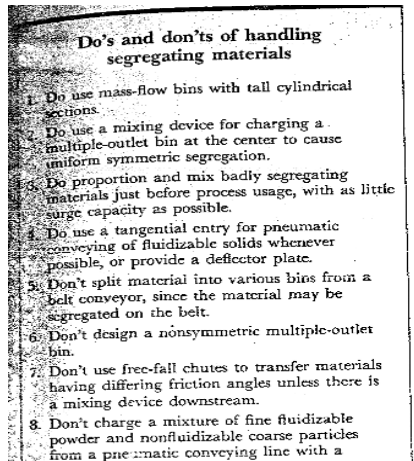 Do's and don'ts of handling
segregating materials
1. Do use mass-flow bins with tall cylindrical
sections.
2. Do use a mixing device for charging a
multiple-outlet bin at the center to cause
uniform symmetric segregation.
3. Do proportion and mix badly segregating
materials just before process usage, with as little
surge capacity as possible.
4. Do use a tangential entry for pneumatic
conveying of fluidizable solids whenever
possible, or provide a deflector plate.
5. Don't split material into various bins from a
belt conveyor, since the material may be
segregated on the belt.
6. Don't design a nonsymmetric multiple-outlet
bin.
7. Don't use free-fall chutes to transfer materials
having differing friction angles unless there is
a mixing device downstream.
8. Don't charge a mixture of fine fluidizable
powder and nonfluidizable coarse particles
from a pneumatic conveying line with a